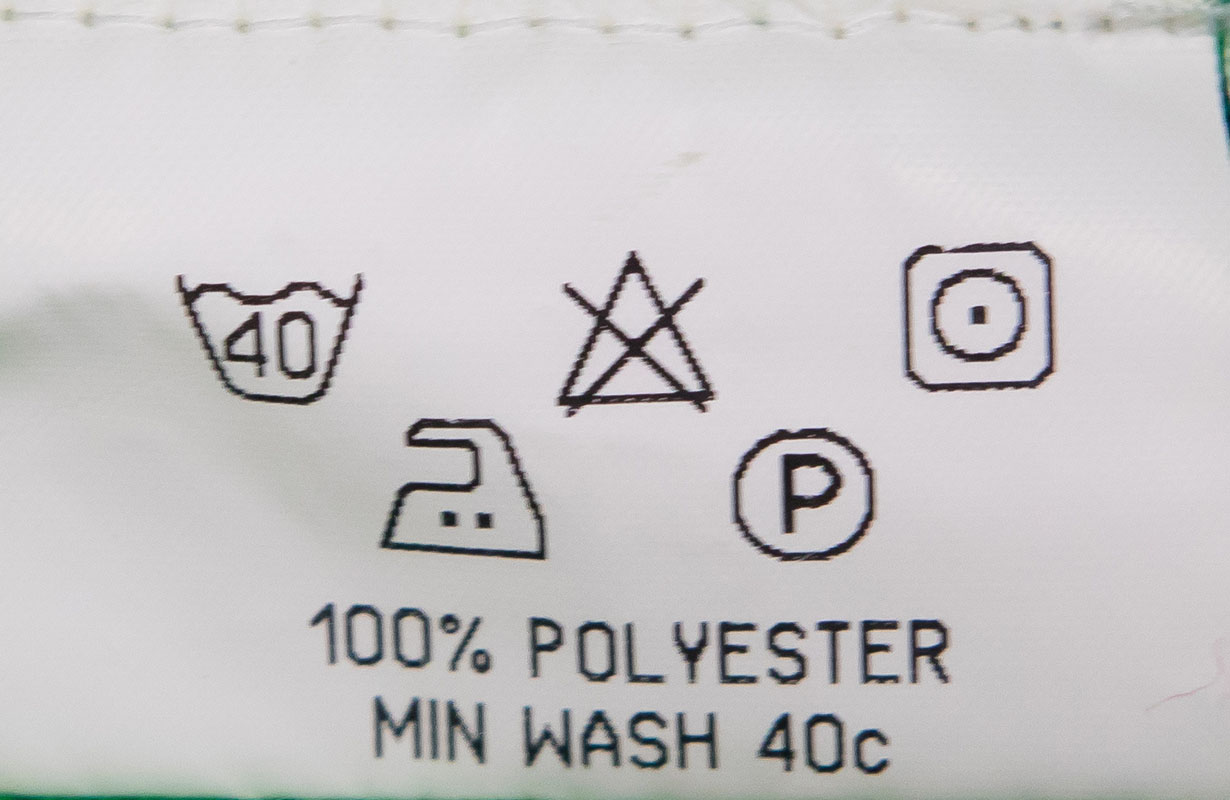 40
P
100% POLYESTER
MIN WASH 40c